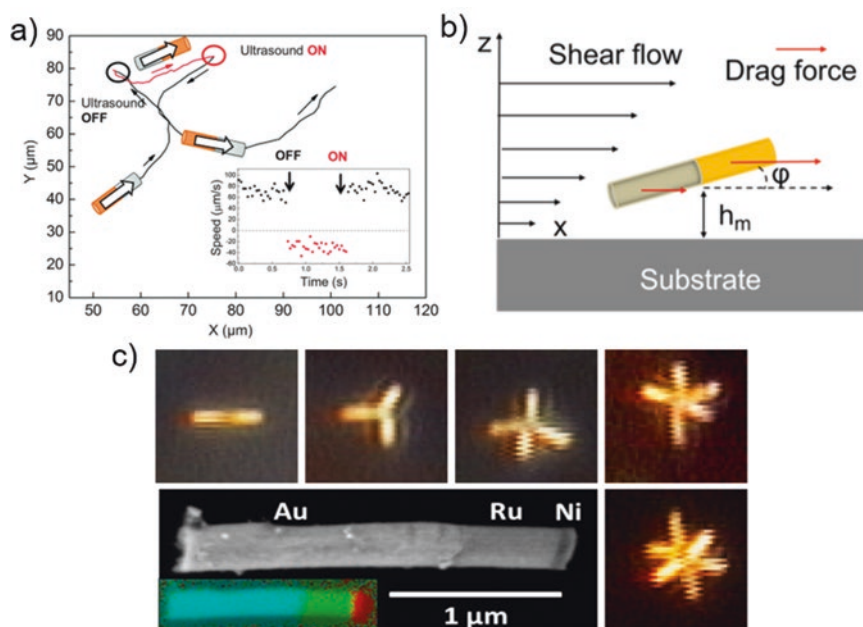 a)
90
80
70
60
50
40
30
20
10
Y (µm)
Ultrasound ON
Ultrasound
OFF
OFF
ON
Speed (µm/s)
100
80
60
40
20
0
-20
-40
-60
0.0
0.5
1.0
1.5
2.0
2.5
Time (s)
50
60
70
80
90
100
110
120
X (µm)
b)
Z
Shear flow
Drag force
φ
hm
X
Substrate
c)
Au
Ru
Ni
1 µm